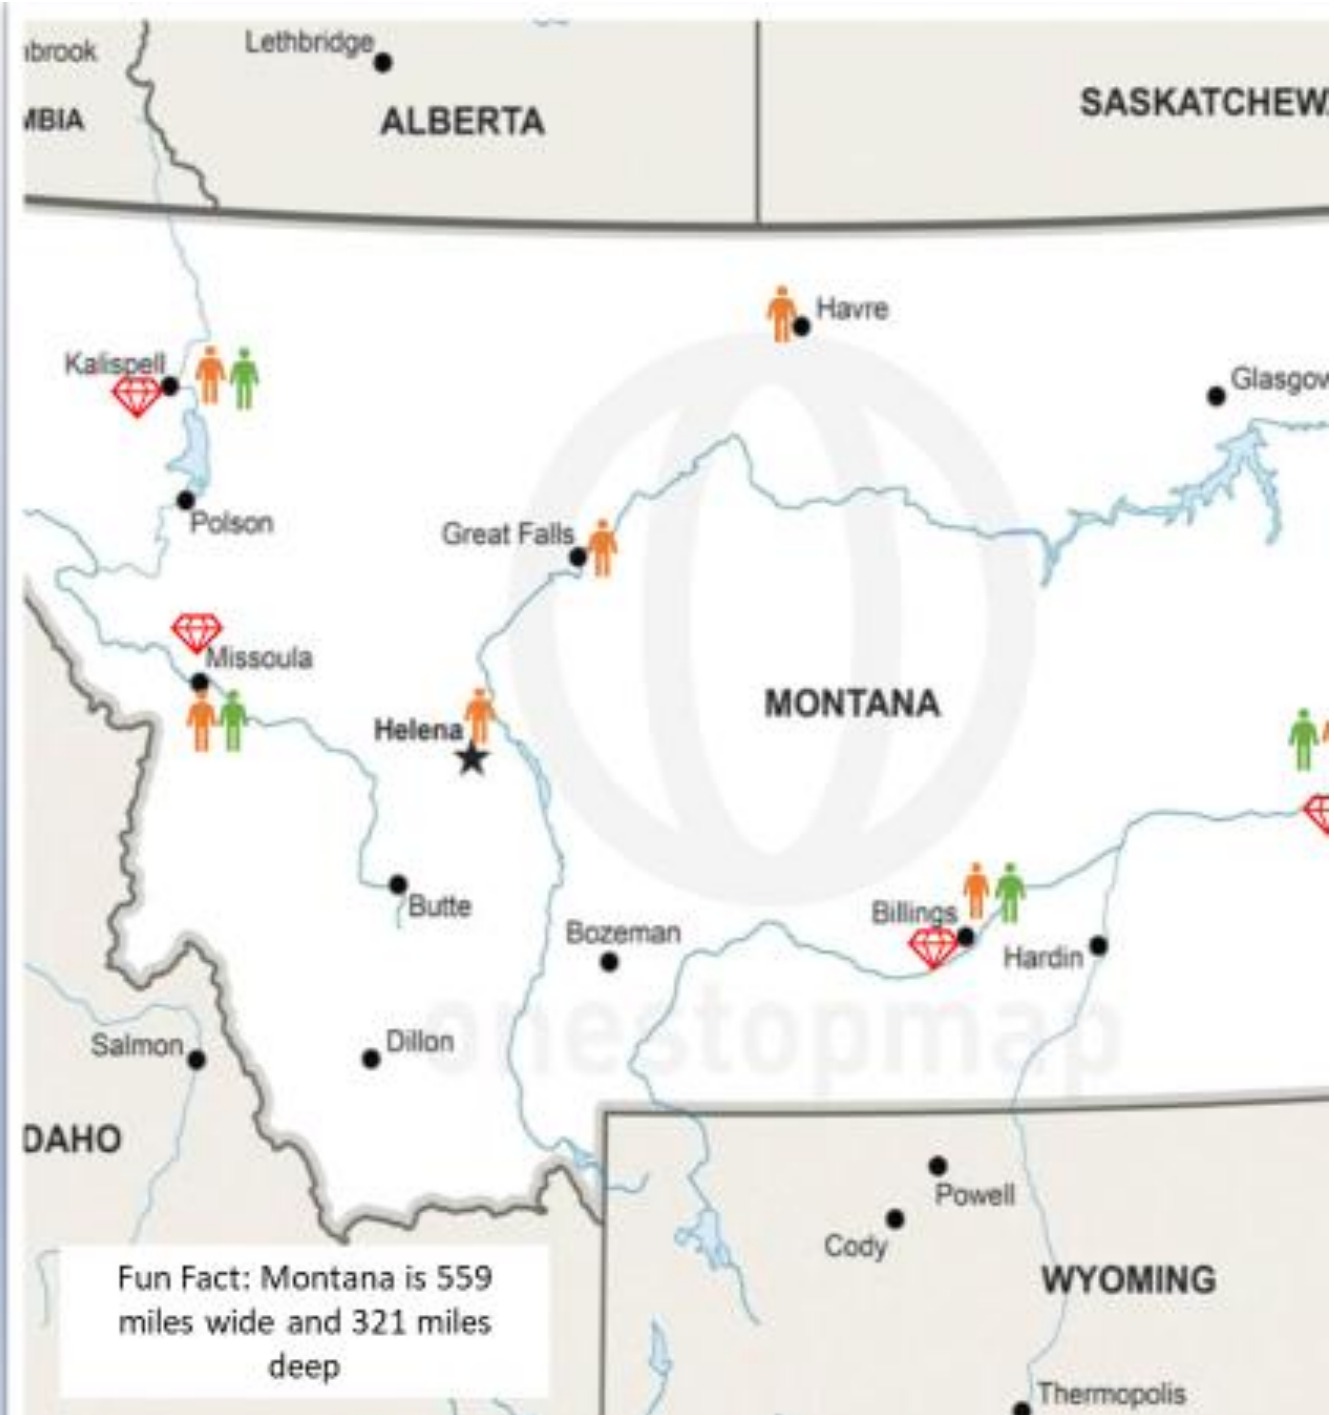 brook
Lethbridge
MBIA
ALBERTA
SASKATCHEW
Havre
Kalispell
Glasgow
Polson
Great Falls
Missoula
MONTANA
Helena
Butte
Billings
Bozeman
Hardin
onestopmap
Salmon
Dillon
DAHO
Powell
Cody
WYOMING
Fun Fact: Montana is 559
miles wide and 321 miles
deep
Thermopolis